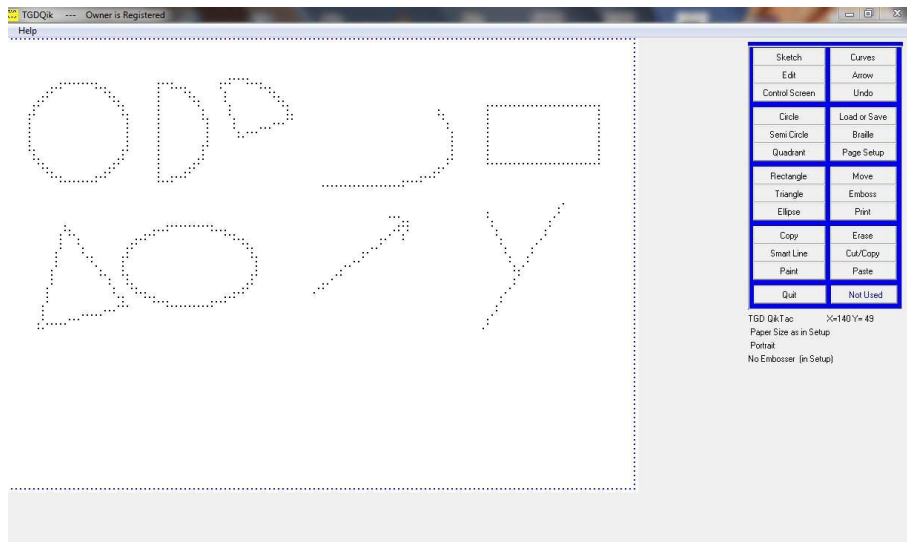 TGDQik --- Owner is Registered
Help
Sketch Curves
Edit Arrow
Control Screen Undo
Circle Load or Save
Semi Circle Braille
Quadrant Page Setup
Rectangle Move
Triangle Emboss
Ellipse Print
Copy Erase
Smart Line Cut/Copy
Paint Paste
Quit Not Used
TGD QikTac X=140 Y= 49
Paper Size as in Setup
Portrait
No Embosser (in Setup)